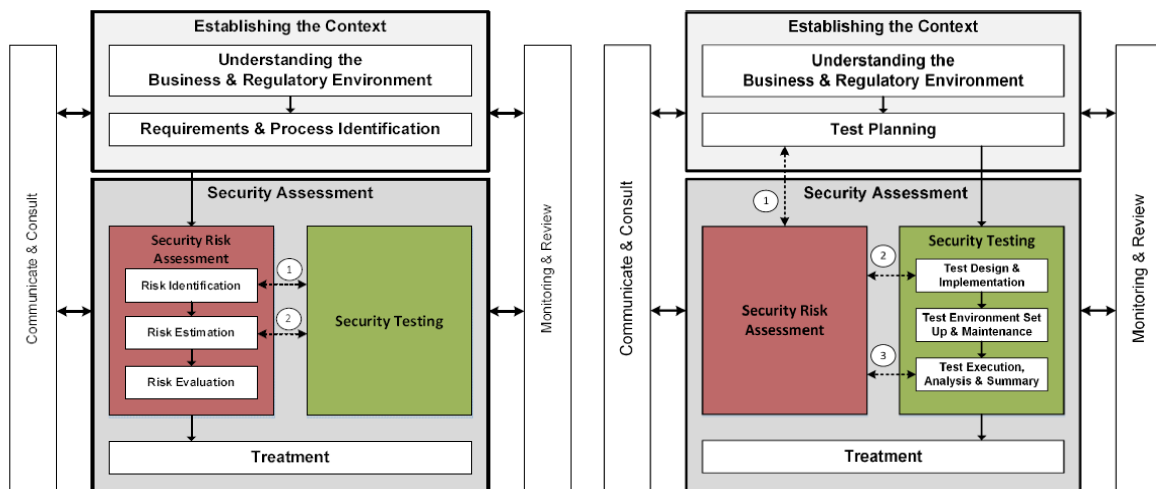 Establishing the Context
Understanding the
Business & Regulatory Environment
Requirements & Process Identification
Communicate & Consult
Monitoring & Review
Security Assessment
Security Risk
Assessment
Risk Identification
Risk Estimation
Risk Evaluation
1
2
Security Testing
Treatment
Establishing the Context
Understanding the
Business & Regulatory Environment
Test Planning
Communicate & Consult
Monitoring & Review
1
Security Assessment
Security Risk
Assessment
2
3
Security Testing
Test Design &
Implementation
Test Environment Set
Up & Maintenance
Test Execution,
Analysis & Summary
Treatment